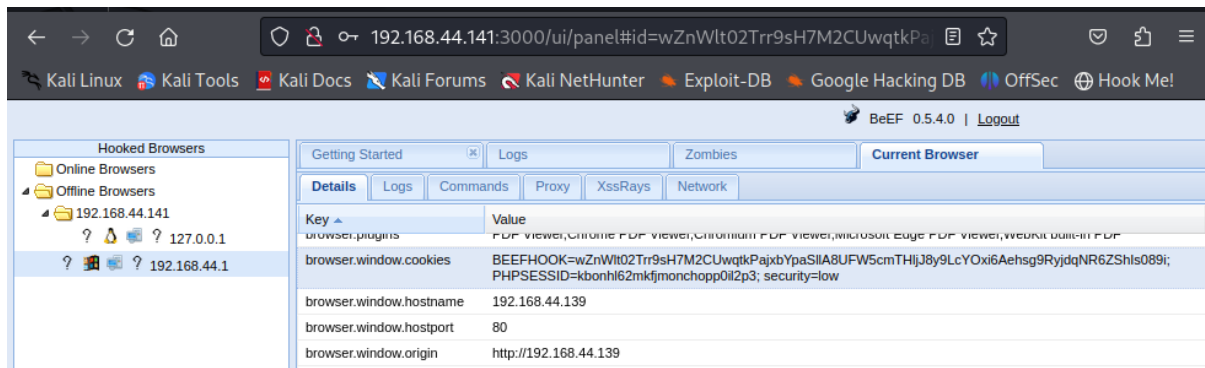 192.168.44.141:3000/ui/panel#id=wZnWlt02Trr9sH7M2CUwqtkPaj
Kali Linux Kali Tools Kali Docs Kali Forums Kali NetHunter Exploit-DB Google Hacking DB OffSec Hook Me!
BeEF 0.5.4.0 | Logout
Hooked Browsers
Getting Started Logs Zombies Current Browser
Online Browsers
Offline Browsers
Details Logs Commands Proxy XssRays Network
192.168.44.141
Key Value
? ? 127.0.0.1
browser.plugins PDF Viewer,Chrome PDF Viewer,Chromium PDF Viewer,Microsoft Edge PDF Viewer,WebKit built-in PDF
? ? 192.168.44.1
browser.window.cookies BEEFHOOK=wZnWlt02Trr9sH7M2CUwqtkPajxbYpaSllA8UFW5cmTHljJ8y9LcYOxi6Aehsg9RyjdqNR6ZShls089i;
PHPSESSID=kbonhl62mkfjmonchopp0il2p3; security=low
browser.window.hostname 192.168.44.139
browser.window.hostport 80
browser.window.origin http://192.168.44.139